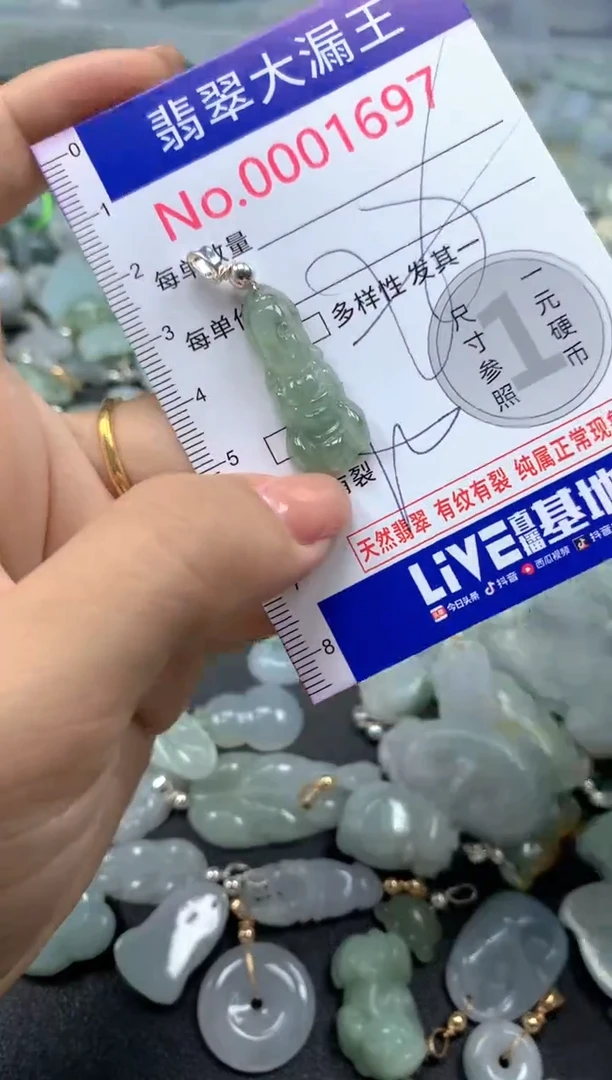 翡翠大漏王
No.0001697
0
1
2
3
4
5
8
每单数量
每单价
多样性·发其一
有裂
1
一元硬币
尺寸参照
天然翡翠 有纹有裂 纯属正常现
LIVE直播基地
今日头条 抖音 西瓜视频 抖音